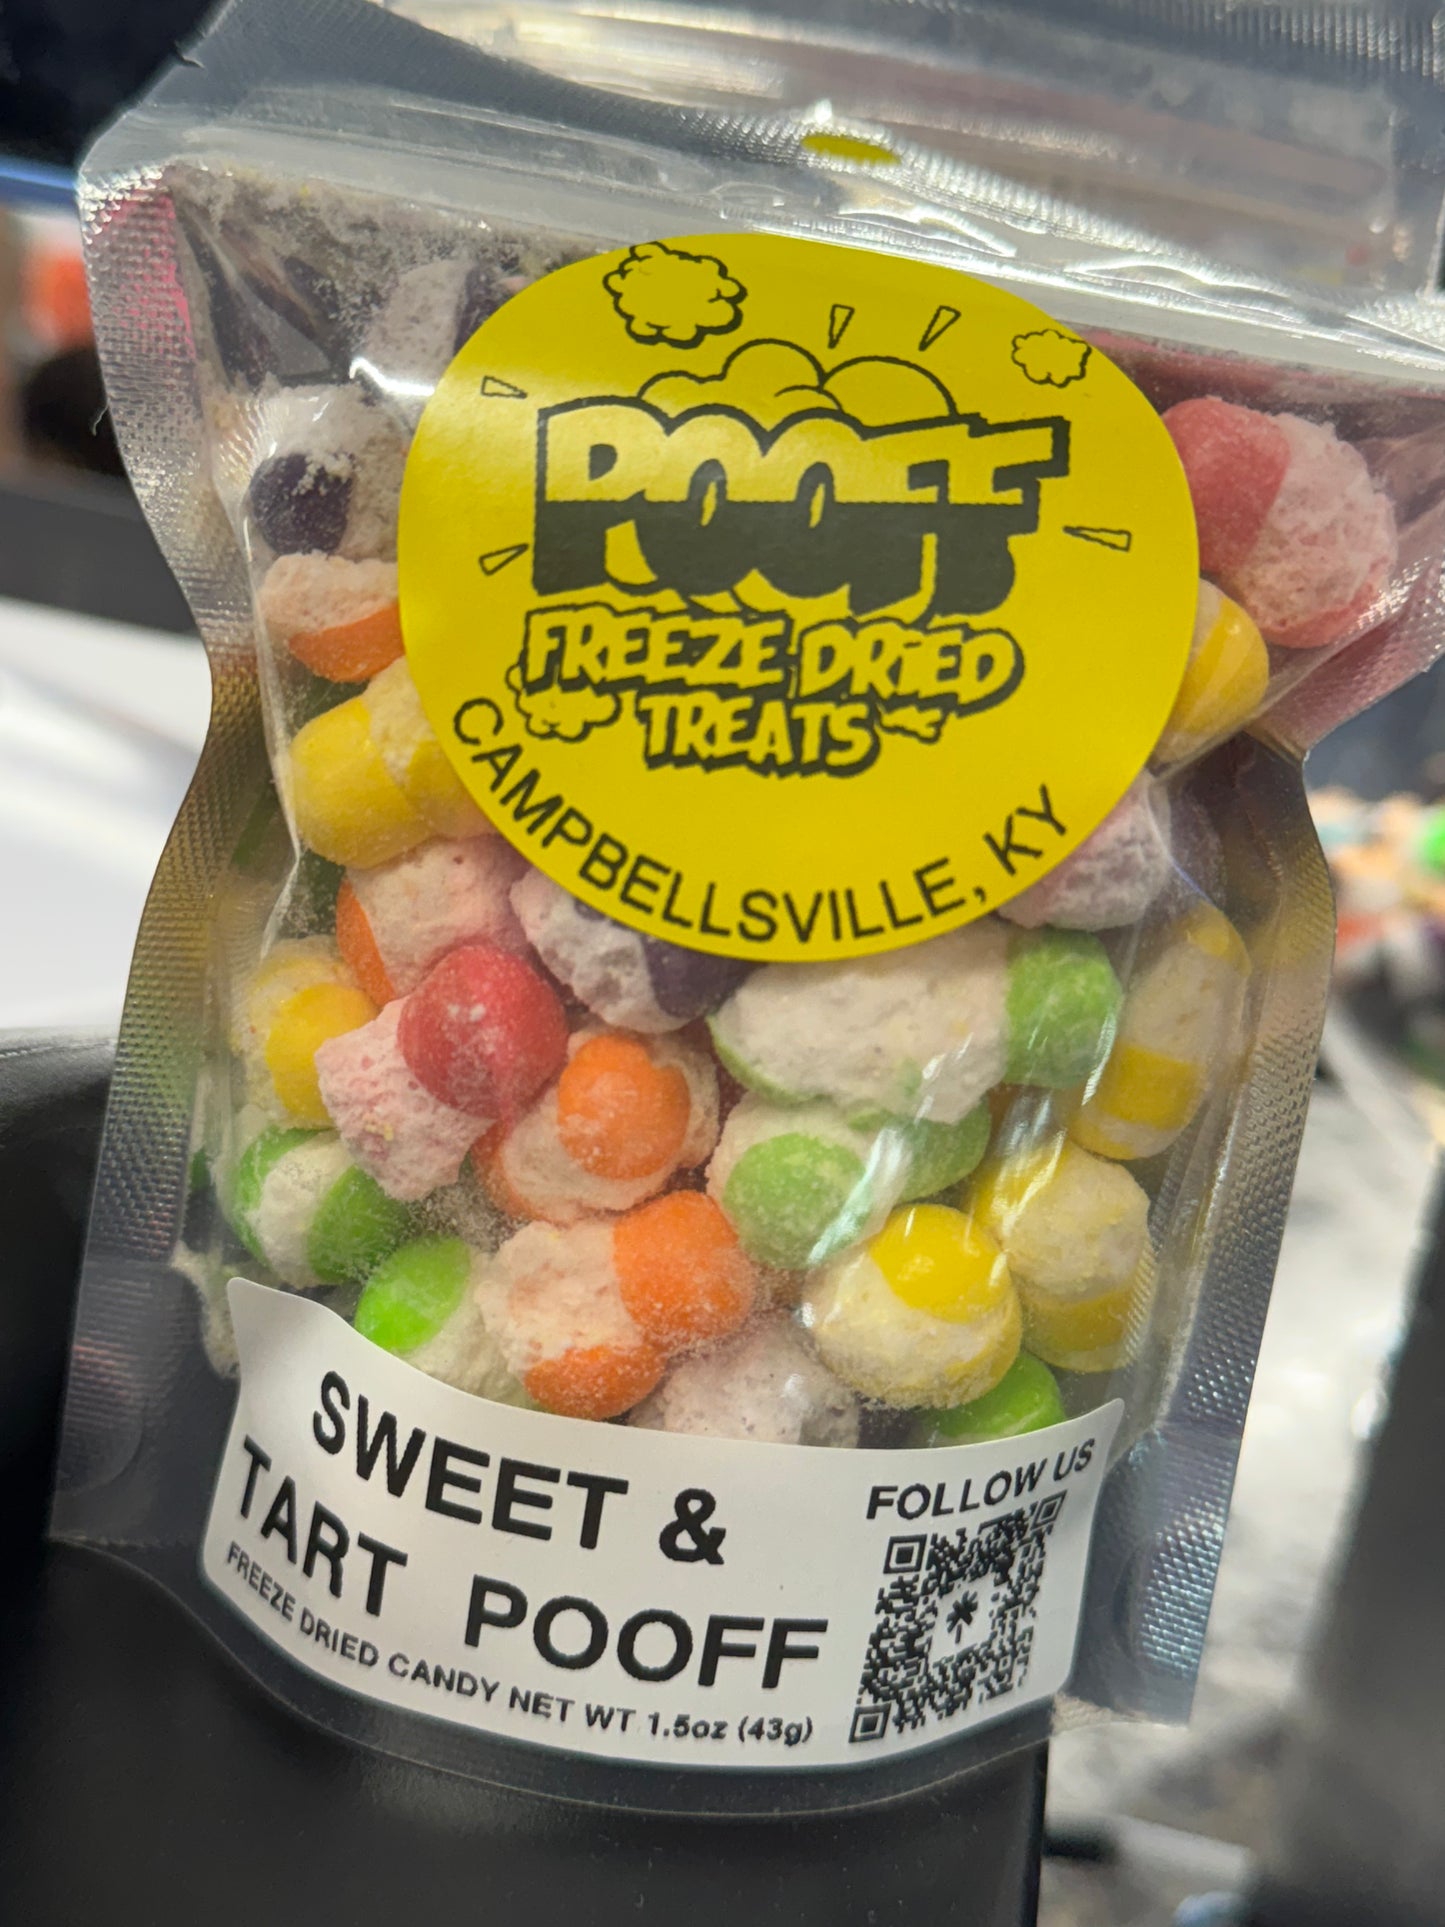 POOFF
FREEZE DRIED
TREATS
CAMPBELLSVILLE, KY
SWEET &
TART POOFF
FREEZE DRIED CANDY NET WT 1.5oz (43g)
FOLLOW US